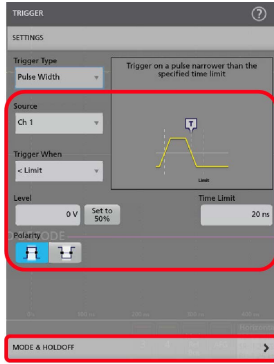 TRIGGER
SETTINGS
Trigger Type
Pulse Width
Trigger on a pulse narrower than the
specified time limit
Source
Ch 1
T
Trigger When
< Limit
Limit
Level
Time Limit
0 V
Set to
50%
20 ns
Polarity
MODE & HOLDOFF